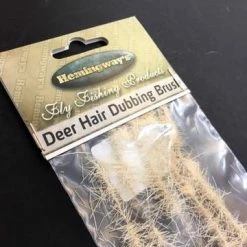 Hemingway's
Fly Fishing Products
Deer Hair Dubbing Brush